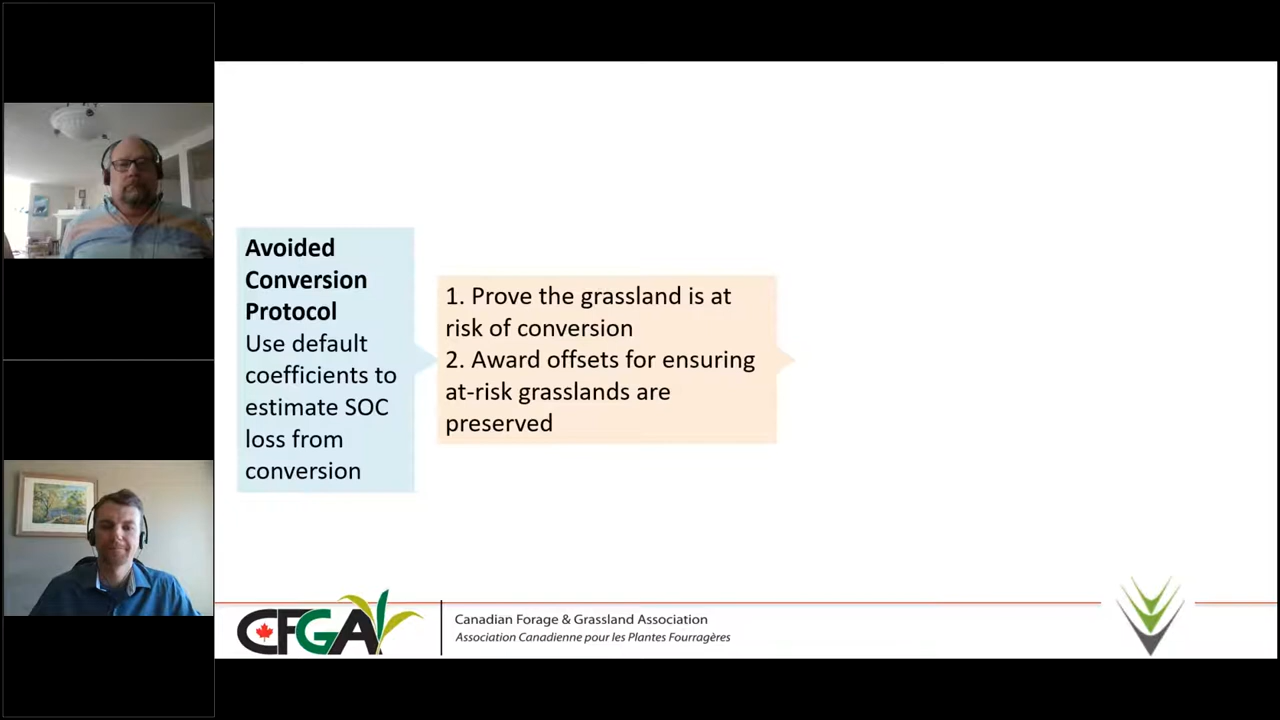 Avoided
Conversion
Protocol
Use default
coefficients to
estimate SOC
loss from
conversion
1. Prove the grassland is at
risk of conversion
2. Award offsets for ensuring
at-risk grasslands are
preserved
CFGA
Canadian Forage & Grassland Association
Association Canadienne pour les Plantes Fourragères